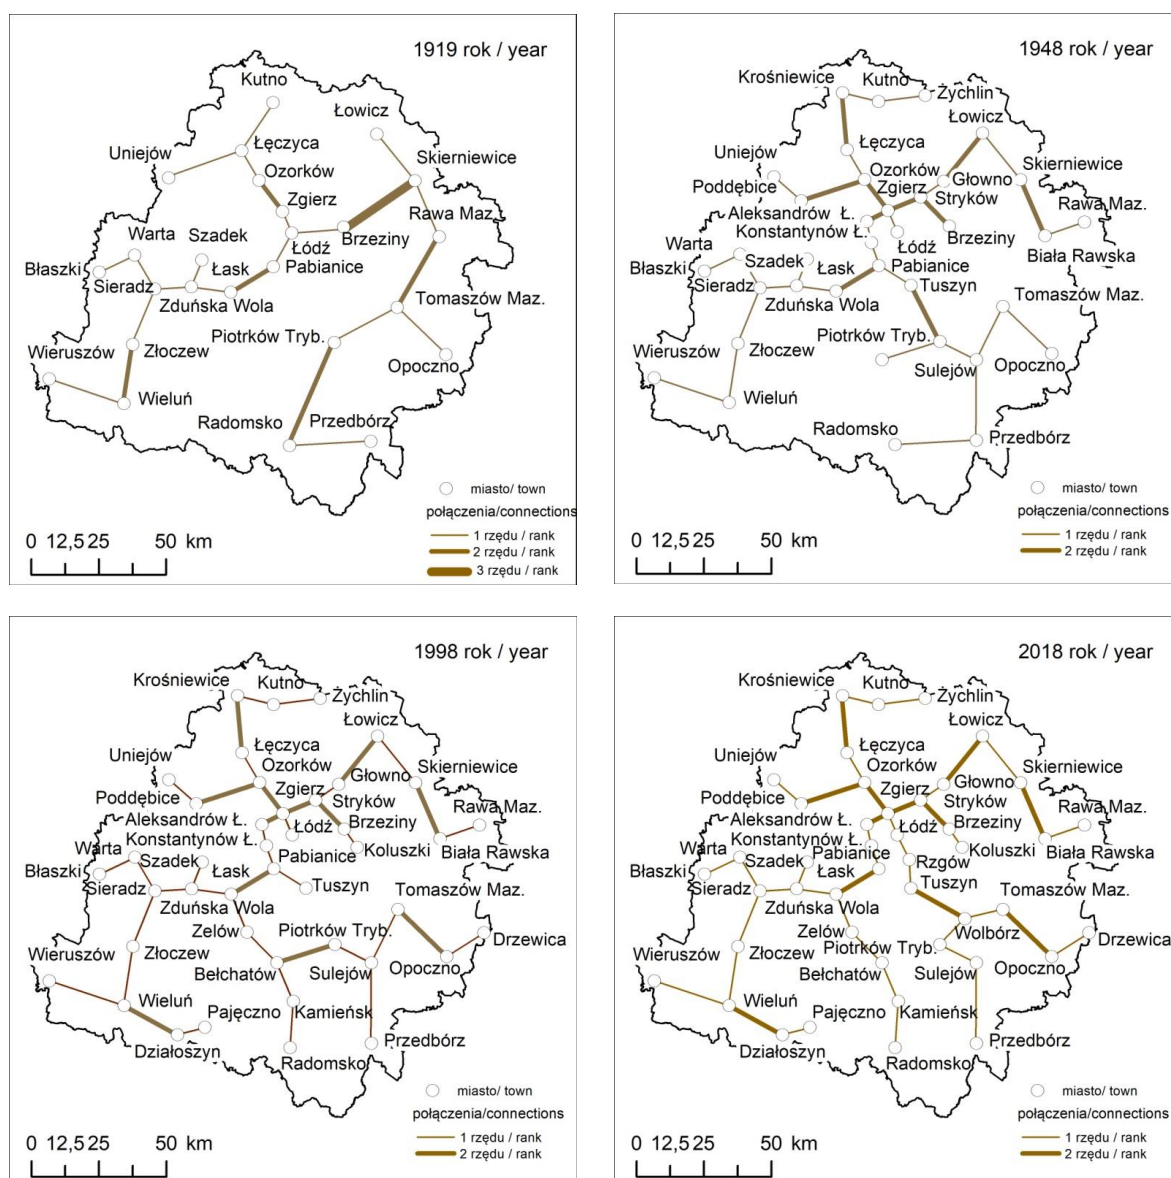 1919 rok / year
Kutno
Łowicz
Łęczyca
Uniejów
Skierniewice
Ozorków
Zgierz
Rawa Maz.
Warta
Szadek
Łódź
Brzeziny
Błaszki
Łask
Pabianice
Sieradz
Zduńska Wola
Tomaszów Maz.
Piotrków Tryb.
Wieruszów
Złoczew
Opoczno
Wieluń
Radomsko
Przedbórz
miasto/ town
połączenia/connections
1 rzędu / rank
2 rzędu / rank
3 rzędu / rank
0 12,5 25 50 km
1948 rok / year
Krośniewice
Kutno
Żychlin
Łowicz
Łęczyca
Uniejów
Skierniewice
Ozorków
Poddębice
Zgierz
Głowno
Stryków
Rawa Maz.
Aleksandrów Ł.
Konstantynów Ł.
Warta
Łódź
Brzeziny
Biała Rawska
Szadek
Błaszki
Łask
Pabianice
Sieradz
Tuszyn
Zduńska Wola
Tomaszów Maz.
Piotrków Tryb.
Wieruszów
Złoczew
Sulejów
Opoczno
Wieluń
Radomsko
Przedbórz
miasto/ town
połączenia/connections
1 rzędu / rank
2 rzędu / rank
0 12,5 25 50 km
1998 rok / year
Krośniewice
Kutno
Żychlin
Łowicz
Łęczyca
Uniejów
Ozorków
Skierniewice
Zgierz
Głowno
Poddębice
Stryków
Rawa Maz.
Aleksandrów Ł.
Łódź
Brzeziny
Konstantynów Ł.
Koluszki
Biała Rawska
Warta
Szadek
Pabianice
Błaszki
Łask
Sieradz
Tuszyn
Tomaszów Maz.
Zduńska Wola
Zelów
Piotrków Tryb.
Drzewica
Wieruszów
Złoczew
Bełchatów
Sulejów
Opoczno
Wieluń
Pajęczno
Kamieńsk
Działoszyn
Radomsko
Przedbórz
miasto/ town
połączenia/connections
1 rzędu / rank
2 rzędu / rank
0 12,5 25 50 km
2018 rok / year
Krośniewice
Kutno
Żychlin
Łowicz
Łęczyca
Uniejów
Ozorków
Skierniewice
Zgierz
Głowno
Poddębice
Stryków
Rawa Maz.
Aleksandrów Ł.
Łódź
Brzeziny
Konstantynów Ł.
Koluszki
Biała Rawska
Warta
Szadek
Pabianice
Rzgów
Błaszki
Łask
Sieradz
Tuszyn
Tomaszów Maz.
Zduńska Wola
Zelów
Wolbórz
Drzewica
Piotrków Tryb.
Wieruszów
Złoczew
Bełchatów
Sulejów
Opoczno
Wieluń
Pajęczno
Kamieńsk
Działoszyn
Radomsko
Przedbórz
miasto/ town
połączenia/connections
1 rzędu / rank
2 rzędu / rank
0 12,5 25 50 km